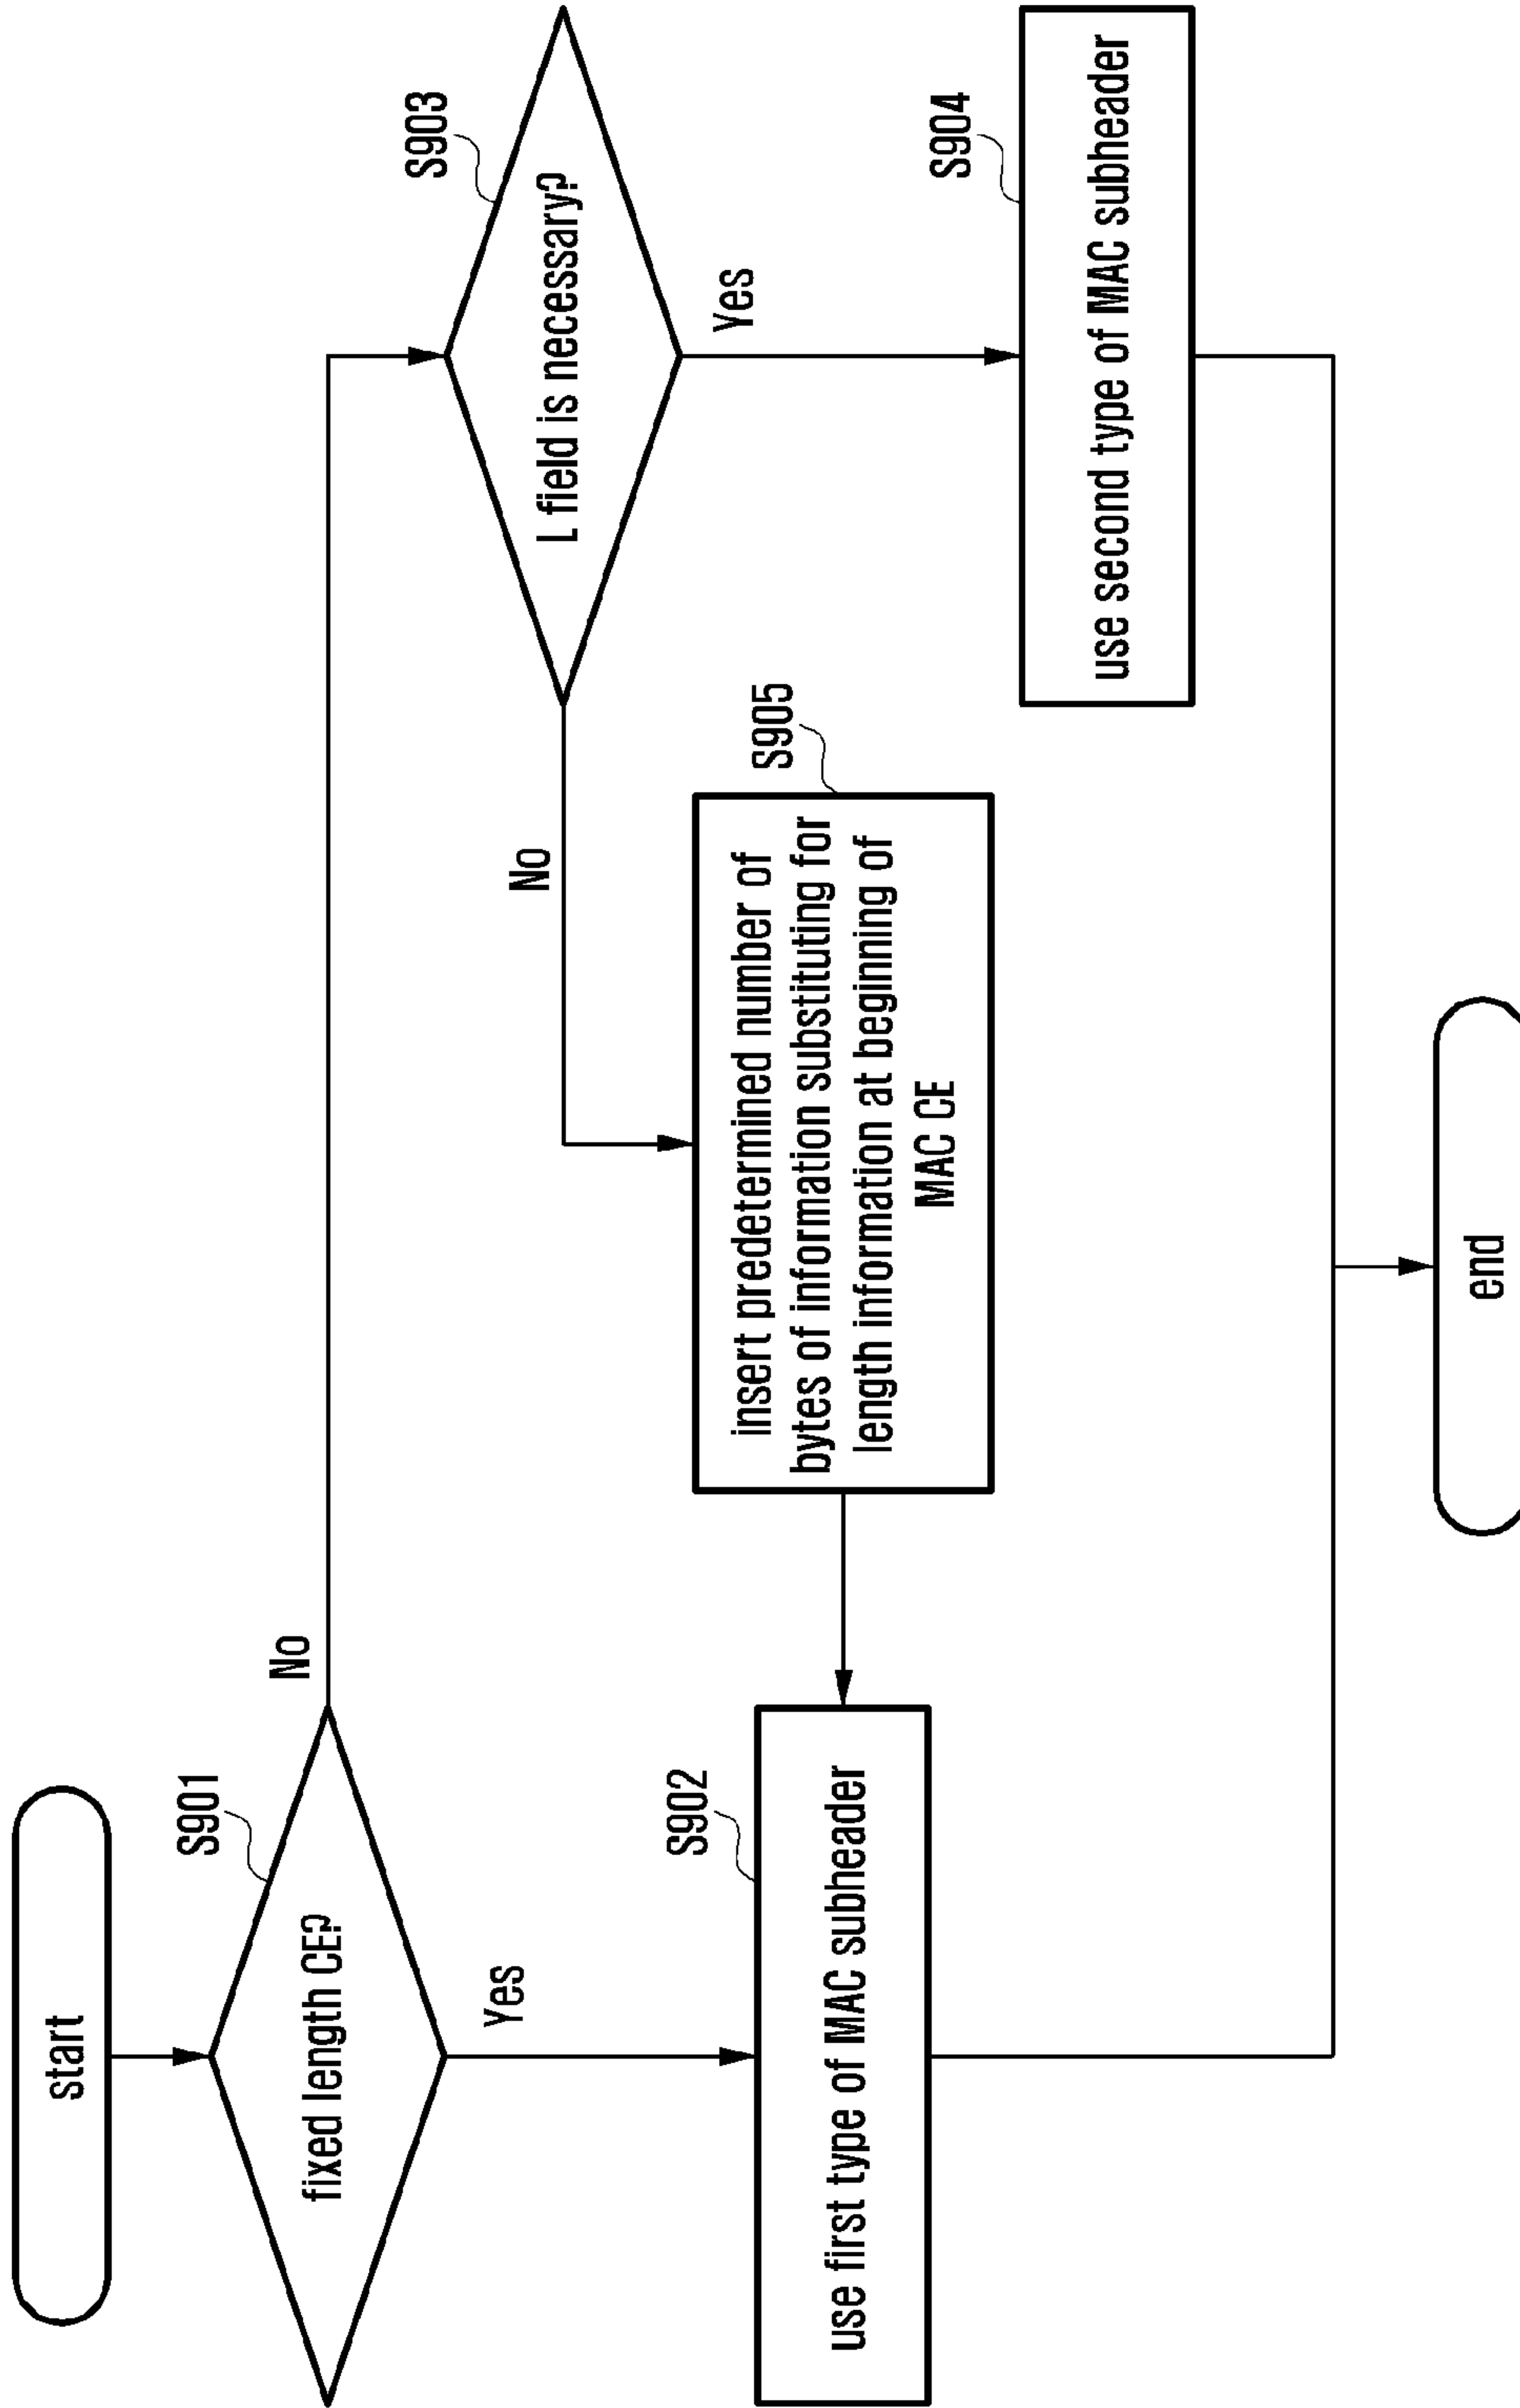 start
S901
fixed length CE?
No
Yes
S903
L field is necessary?
No
Yes
S905
insert predetermined number of
bytes of information substituting for
length information at beginning of
MAC CE
S902
use first type of MAC subheader
S904
use second type of MAC subheader
end